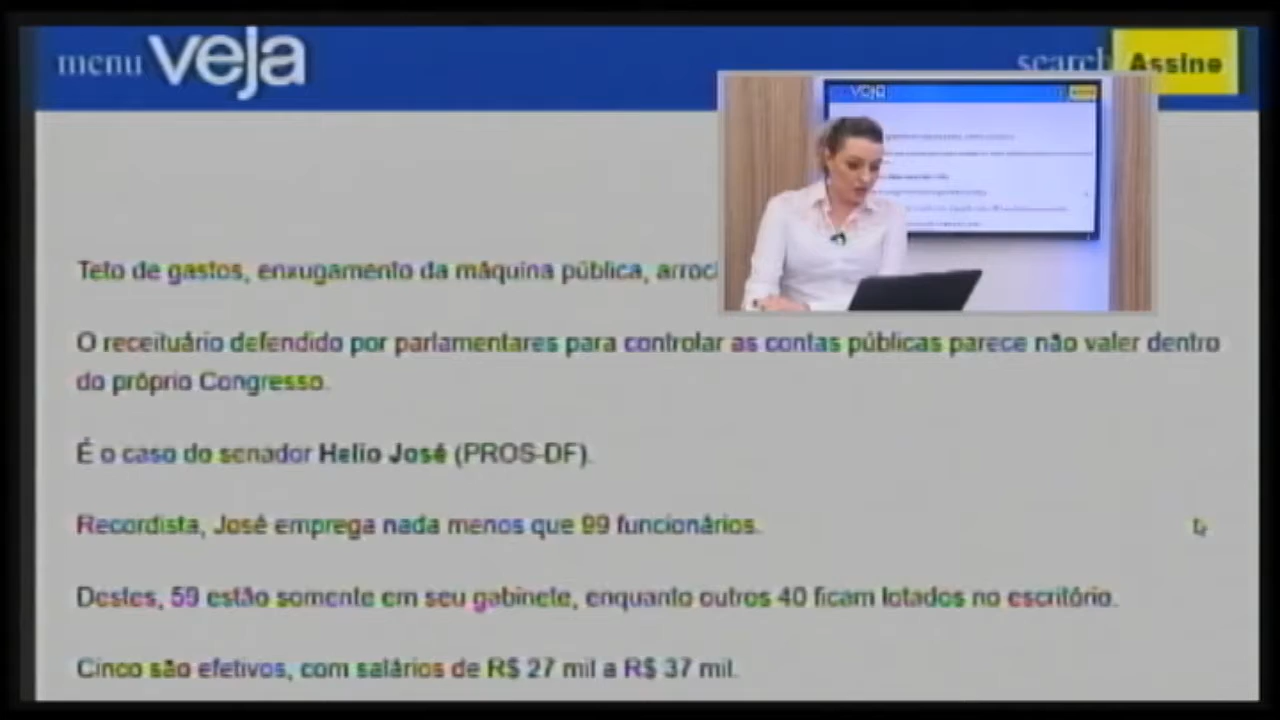 menu veja search Assine
Teto de gastos, enxugamento da máquina pública,
O receituário defendido por parlamentares para controlar as contas públicas parece não valer dentro
do próprio Congresso.
É o caso do senador Helio José (PROS-DF).
Recordista, José emprega nada menos que 99 funcionários.
Destes, 59 estão somente em seu gabinete, enquanto outros 40 ficam lotados no escritório.
Cinco são efetivos, com salários de R$ 27 mil a R$ 37 mil.
veja